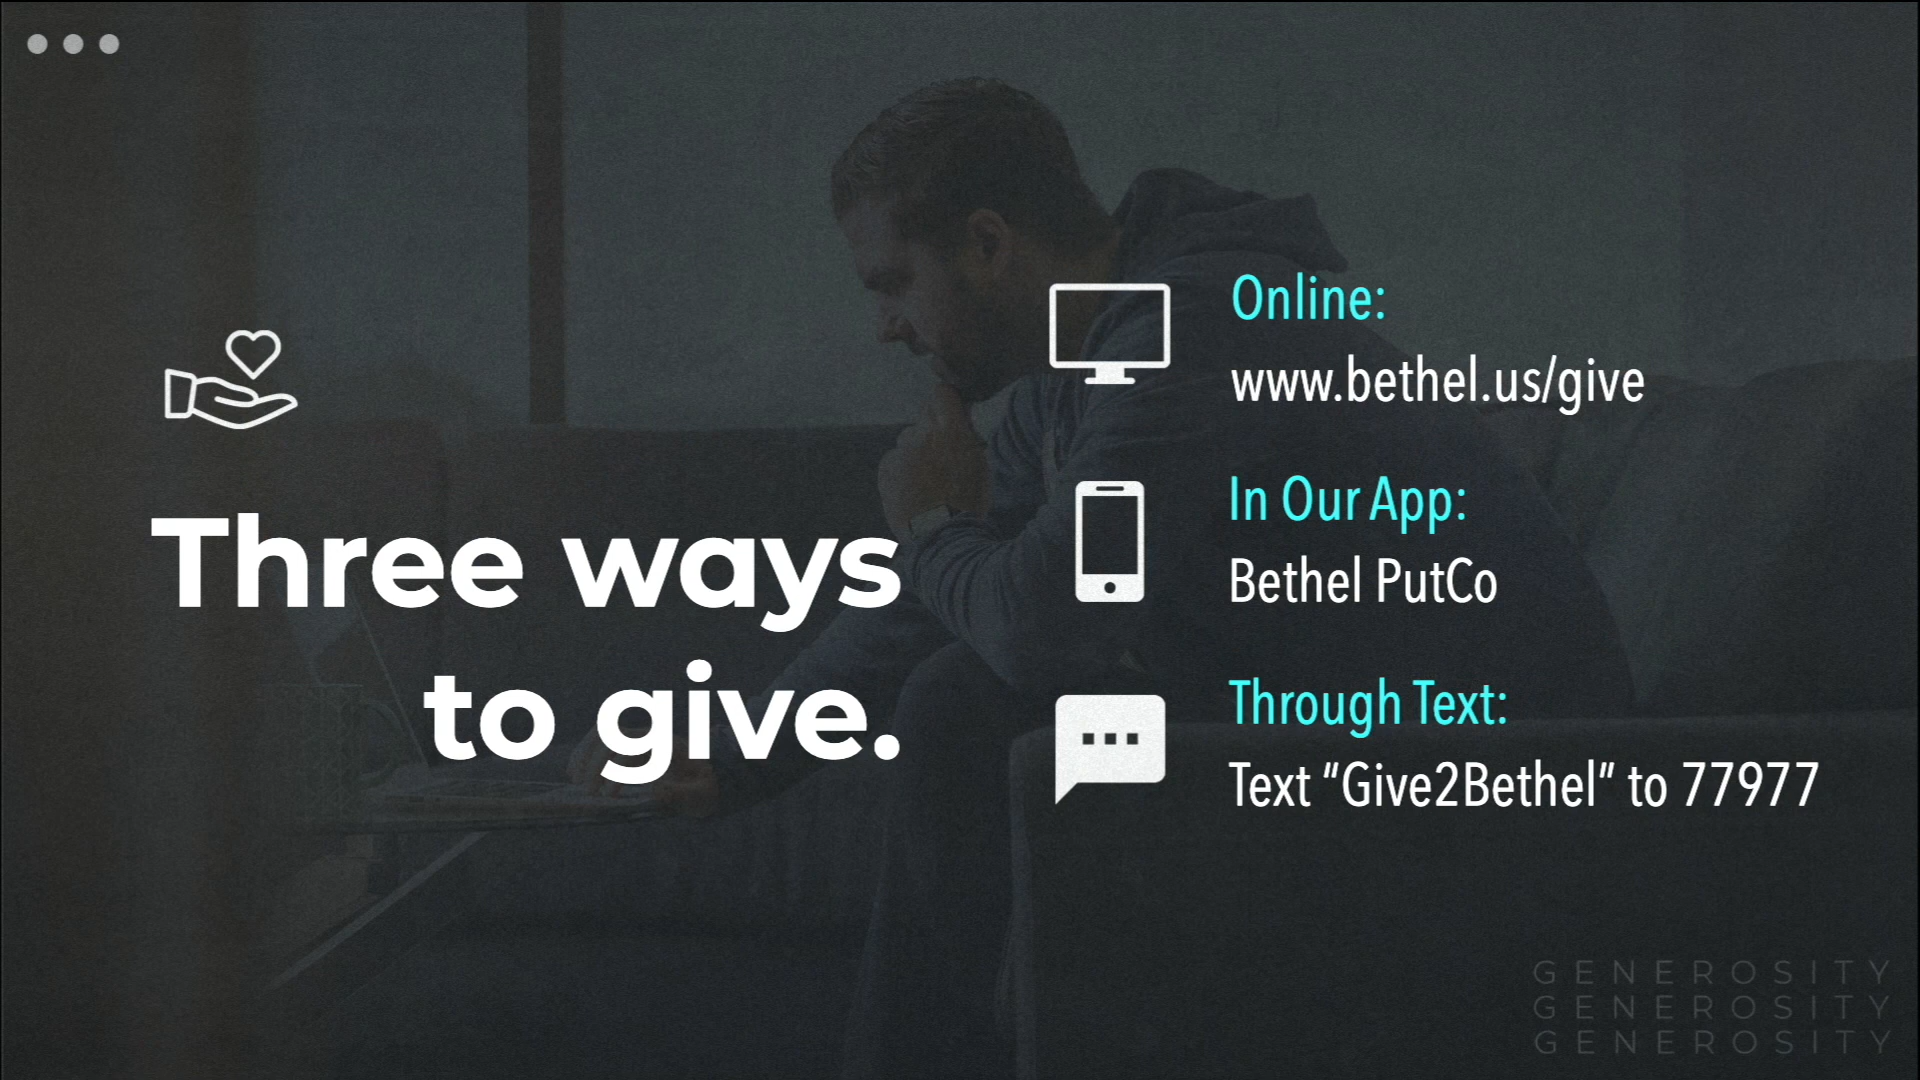 Three ways
to give.
Online:
www.bethel.us/give
In Our App:
Bethel PutCo
Through Text:
Text “Give2Bethel” to 77977
GENEROSITY
GENEROSITY
GENEROSITY